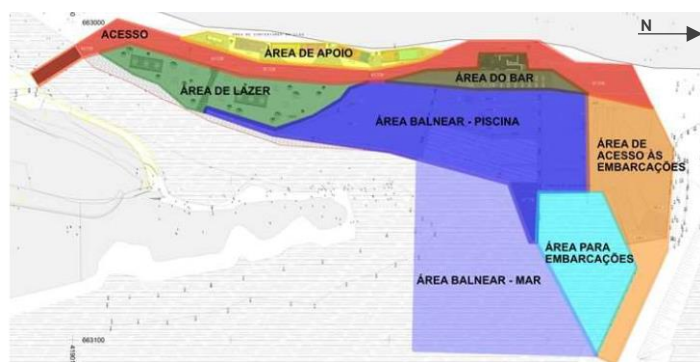 663000
N
ACESSO
ÁREA DE APOIO
ÁREA DO BAR
ÁREA DE LÁZER
ÁREA BALNEAR - PISCINA
ÁREA DE
ACESSO ÀS
EMBARCAÇÕES
ÁREA PARA
EMBARCAÇÕES
ÁREA BALNEAR - MAR
663100